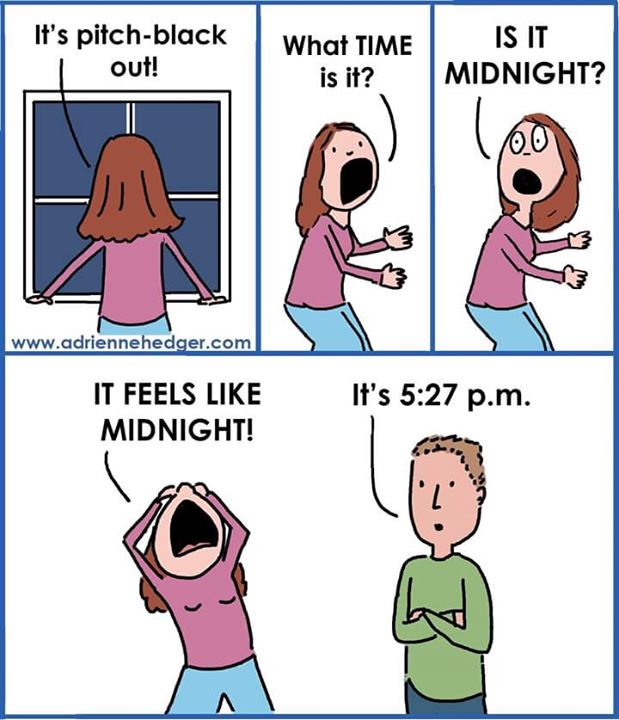 It's pitch-black
out!
What TIME
is it?
IS IT
MIDNIGHT?
www.adriennehedger.com
IT FEELS LIKE
MIDNIGHT!
It's 5:27 p.m.